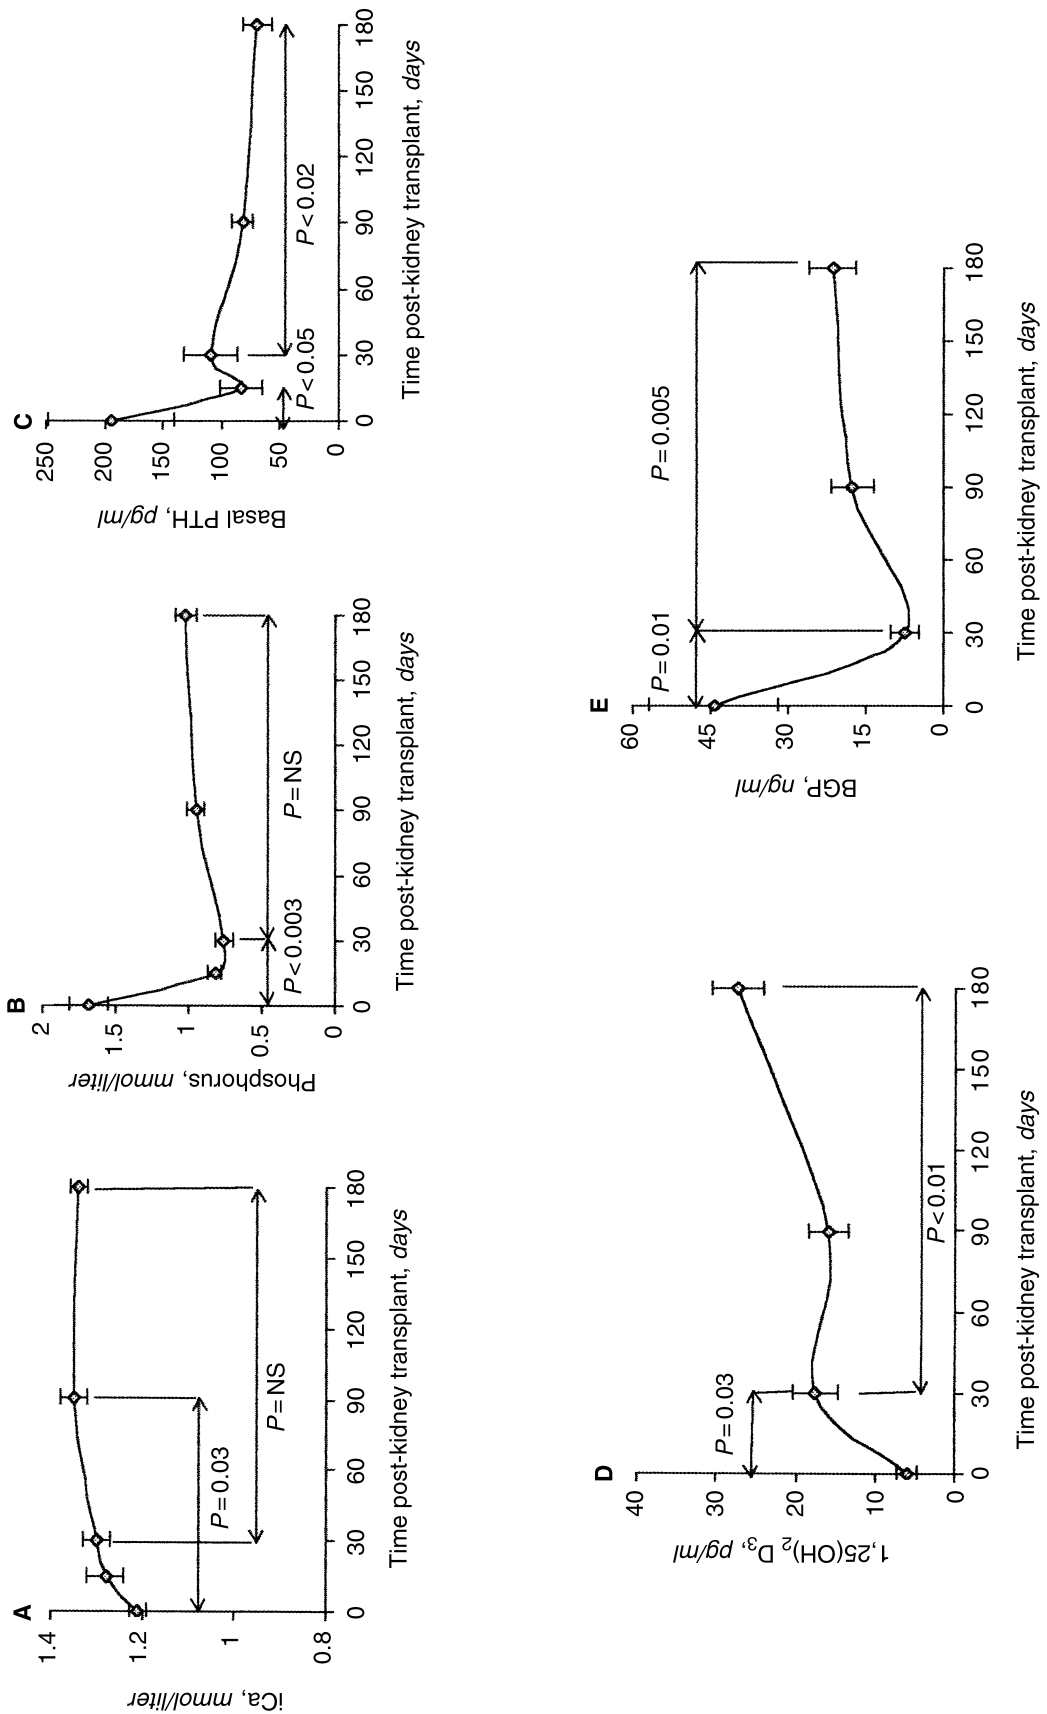 A
1.4
1.2
1
0.8
iCa, mmol/liter
P = 0.03
P = NS
0 30 60 90 120 150 180
Time post-kidney transplant, days
B
2
1.5
1
0.5
0
Phosphorus, mmol/liter
P < 0.003
P = NS
0 30 60 90 120 150 180
Time post-kidney transplant, days
C
250
200
150
100
50
0
Basal PTH, pg/ml
P < 0.05
P < 0.02
0 30 60 90 120 150 180
Time post-kidney transplant, days
D
40
30
20
10
0
1,25(OH)2 D3, pg/ml
P = 0.03
P < 0.01
0 30 60 90 120 150 180
Time post-kidney transplant, days
E
60
45
30
15
0
BGP, ng/ml
P = 0.01
P = 0.005
0 30 60 90 120 150 180
Time post-kidney transplant, days